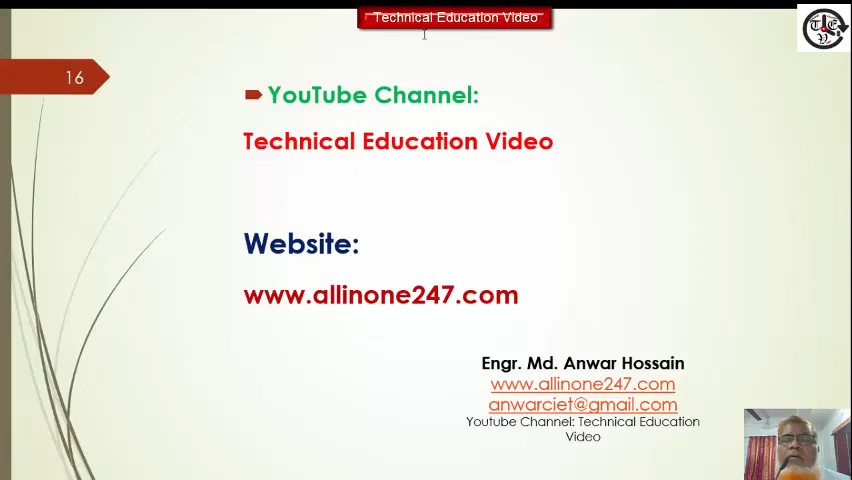 Technical Education Video
T E
V
16
YouTube Channel:
Technical Education Video
Website:
www.allinone247.com
Engr. Md. Anwar Hossain
www.allinone247.com
anwarciet@gmail.com
Youtube Channel: Technical Education
Video